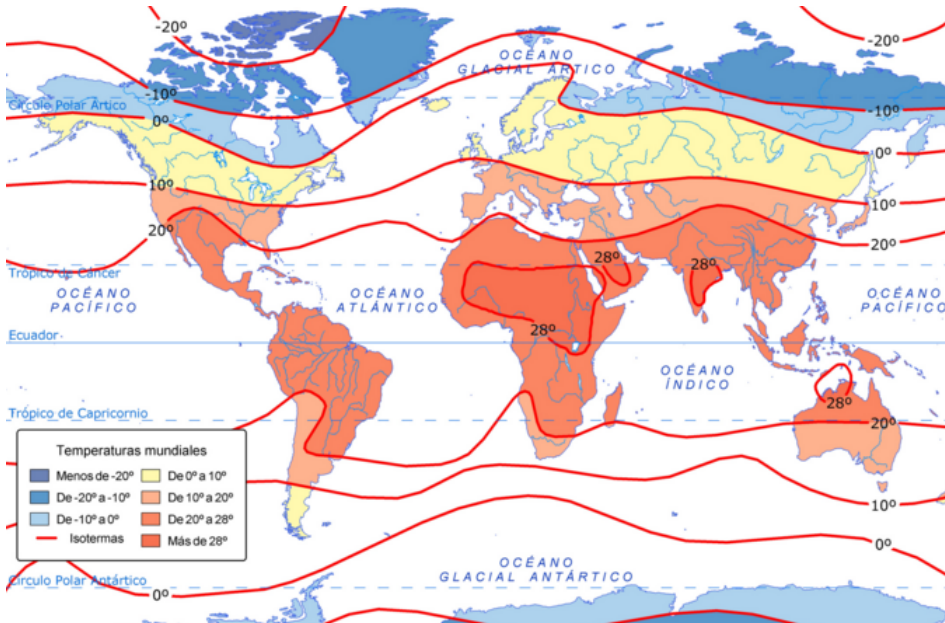 -20º
-20º
OCÉANO
GLACIAL ÁRTICO
-10º
Círculo Polar Ártico
-10º
0º
0º
0º
10º
10º
20º
20º
28º
28º
Trópico de Cáncer
OCÉANO
PACÍFICO
OCÉANO
ATLÁNTICO
OCÉANO
PACÍFICO
28º
Ecuador
OCÉANO
ÍNDICO
28º
Trópico de Capricornio
20º
Temperaturas mundiales
Menos de -20º
De 0º a 10º
De -20º a -10º
De 10º a 20º
De -10º a 0º
De 20º a 28º
Isotermas
Más de 28º
10º
0º
OCÉANO
GLACIAL ANTÁRTICO
Círculo Polar Antártico
0º